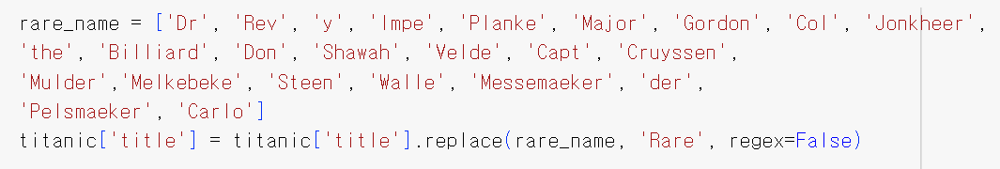 rare_name = ['Dr', 'Rev', 'y', 'Impe', 'Planke', 'Major', 'Gordon', 'Col', 'Jonkheer',
'the', 'Billiard', 'Don', 'Shawah', 'Velde', 'Capt', 'Cruyssen',
'Mulder','Melkebeke', 'Steen', 'Walle', 'Messemaeker', 'der',
'Pelsmaeker', 'Carlo']
titanic['title'] = titanic['title'].replace(rare_name, 'Rare', regex=False)